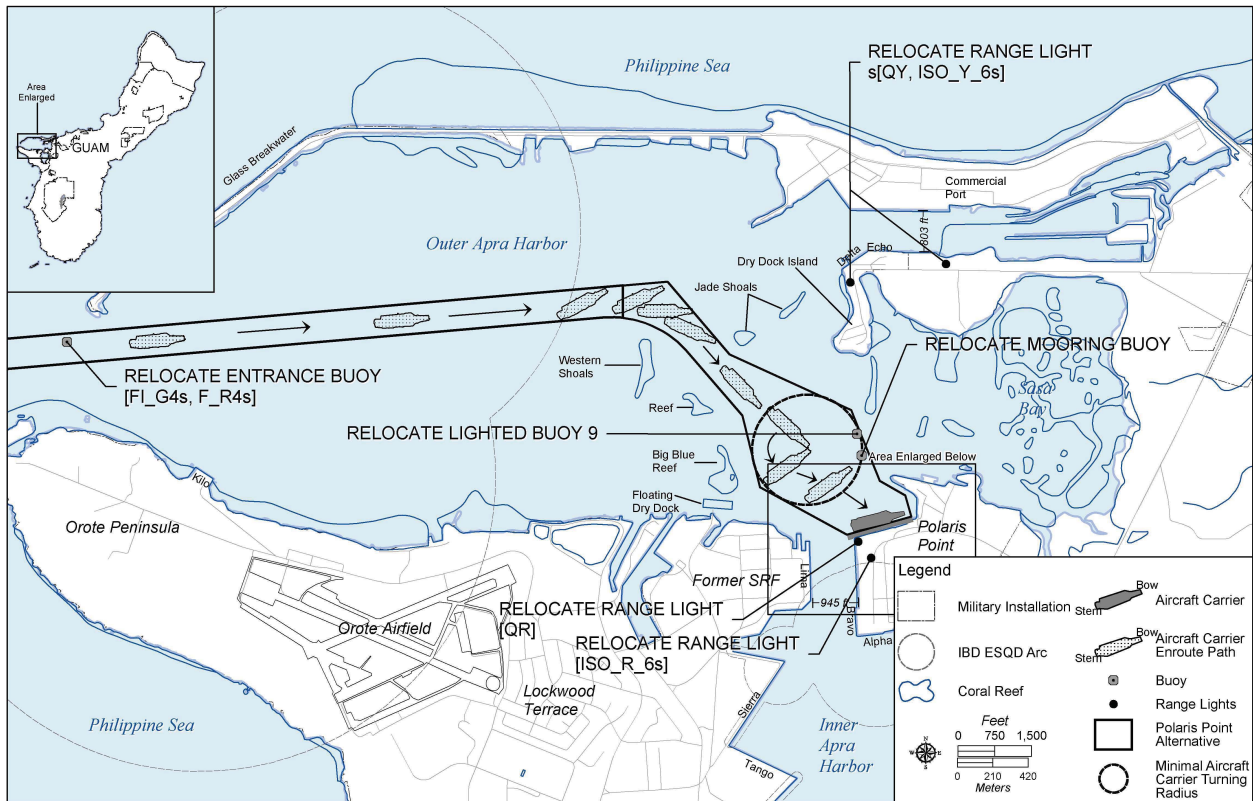 Area
Enlarged
GUAM
Philippine Sea
RELOCATE RANGE LIGHT
s[QY, ISO_Y_6s]
Glass Breakwater
Commercial
Port
803 ft
Outer Apra Harbor
Delta
Echo
Dry Dock Island
Jade Shoals
RELOCATE MOORING BUOY
Western
Shoals
RELOCATE ENTRANCE BUOY
[FI_G4s, F_R4s]
Sasa
Bay
Reef
RELOCATE LIGHTED BUOY 9
Area Enlarged Below
Big Blue
Reef
Kilo
Floating
Dry Dock
Orote Peninsula
Polaris
Point
Former SRF
Lima
945 ft
Bravo
Alpha
RELOCATE RANGE LIGHT
[QR]
Orote Airfield
RELOCATE RANGE LIGHT
[ISO_R_6s]
Lockwood
Terrace
Sierra
Philippine Sea
Inner
Apra
Harbor
Tango
Legend
Military Installation
IBD ESQD Arc
Coral Reef
Feet
0 750 1,500
0 210 420
Meters
N
E
S
W
Bow
Stern
Aircraft Carrier
Bow
Stern
Aircraft Carrier
Enroute Path
Buoy
Range Lights
Polaris Point
Alternative
Minimal Aircraft
Carrier Turning
Radius